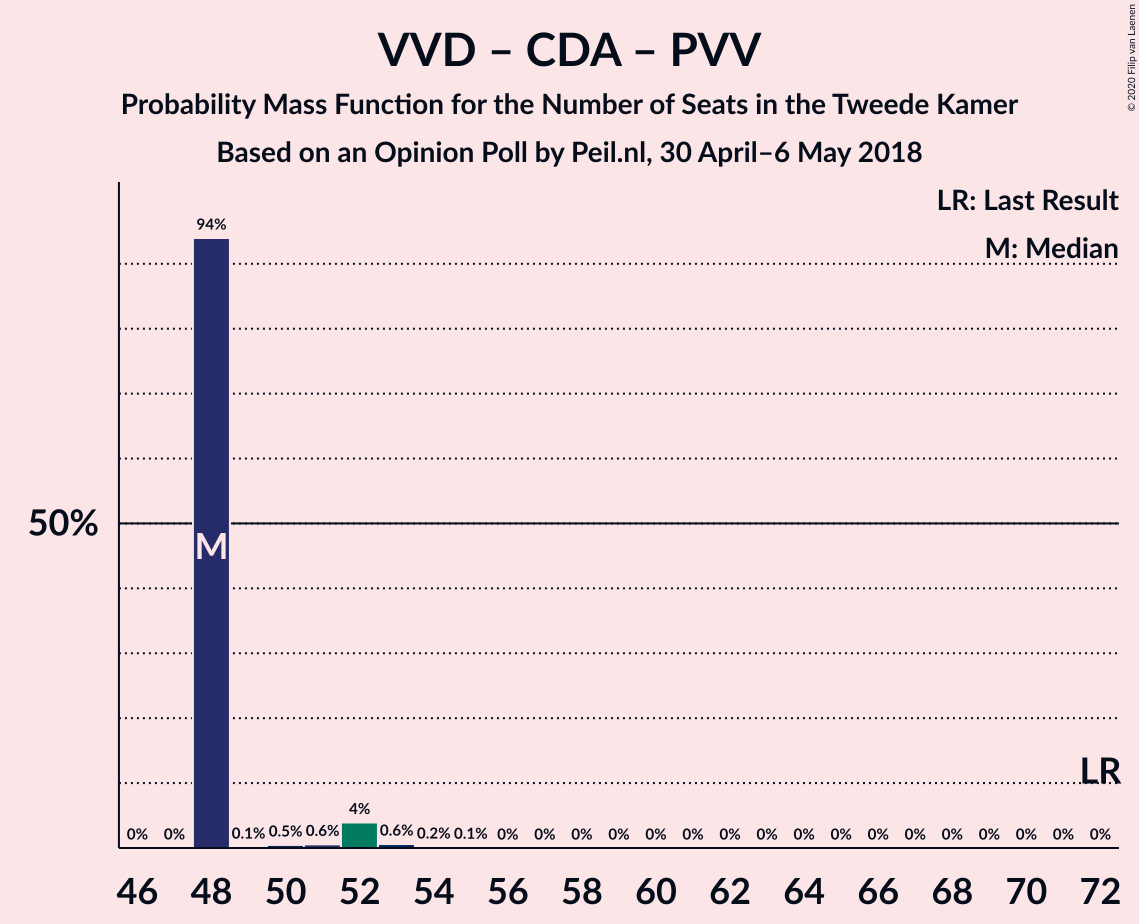 VVD – CDA – PVV
Probability Mass Function for the Number of Seats in the Tweede Kamer
Based on an Opinion Poll by Peil.nl, 30 April–6 May 2018
© 2020 Filip van Laenen
LR: Last Result
M: Median
94%
50%
M
LR
4%
0% 0% 0.1% 0.5% 0.6% 0.6% 0.2% 0.1% 0% 0% 0% 0% 0% 0% 0% 0% 0% 0% 0% 0% 0% 0% 0% 0% 0%
46 48 50 52 54 56 58 60 62 64 66 68 70 72